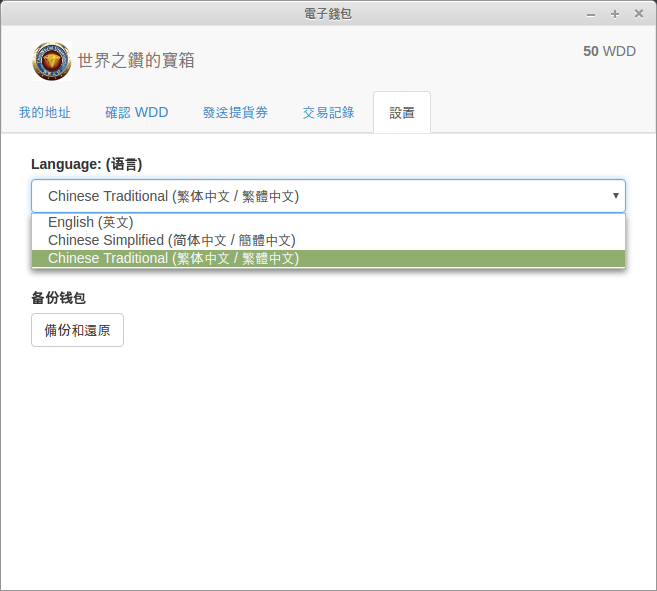 電子錢包
世界之鑽的寶箱
50 WDD
我的地址 確認 WDD 發送提貨券 交易記錄 設置
Language: (语言)
Chinese Traditional (繁体中文 / 繁體中文)
English (英文)
Chinese Simplified (简体中文 / 簡體中文)
Chinese Traditional (繁体中文 / 繁體中文)
备份钱包
備份和還原